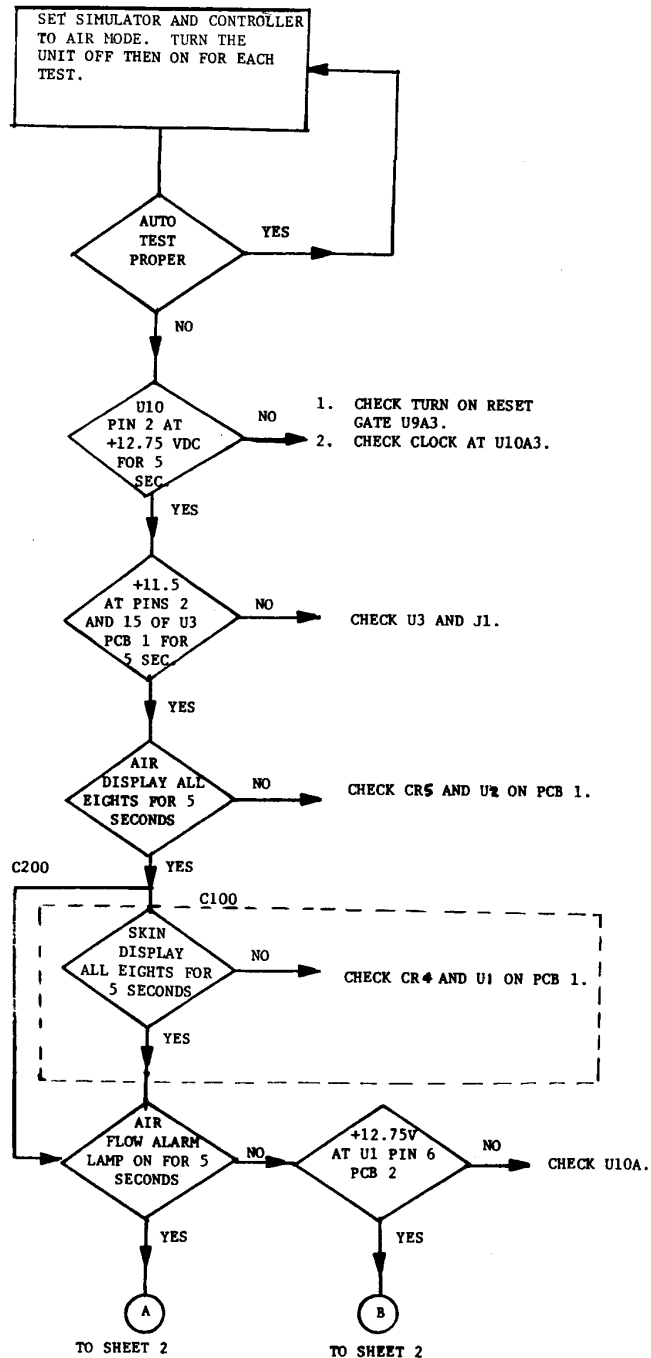 SET SIMULATOR AND CONTROLLER
TO AIR MODE. TURN THE
UNIT OFF THEN ON FOR EACH
TEST.
AUTO
TEST
PROPER
YES
NO
U10
PIN 2 AT
+12.75 VDC
FOR 5
SEC.
NO
1. CHECK TURN ON RESET
GATE U9A3.
2. CHECK CLOCK AT U10A3.
YES
+11.5
AT PINS 2
AND 15 OF U3
PCB 1 FOR
5 SEC.
NO
CHECK U3 AND J1.
YES
AIR
DISPLAY ALL
EIGHTS FOR 5
SECONDS
NO
CHECK CR5 AND U2 ON PCB 1.
YES
C200
C100
SKIN
DISPLAY
ALL EIGHTS FOR
5 SECONDS
NO
CHECK CR4 AND U1 ON PCB 1.
YES
AIR
FLOW ALARM
LAMP ON FOR 5
SECONDS
NO
+12.75V
AT U1 PIN 6
PCB 2
NO
CHECK U10A.
YES
YES
A
B
TO SHEET 2
TO SHEET 2